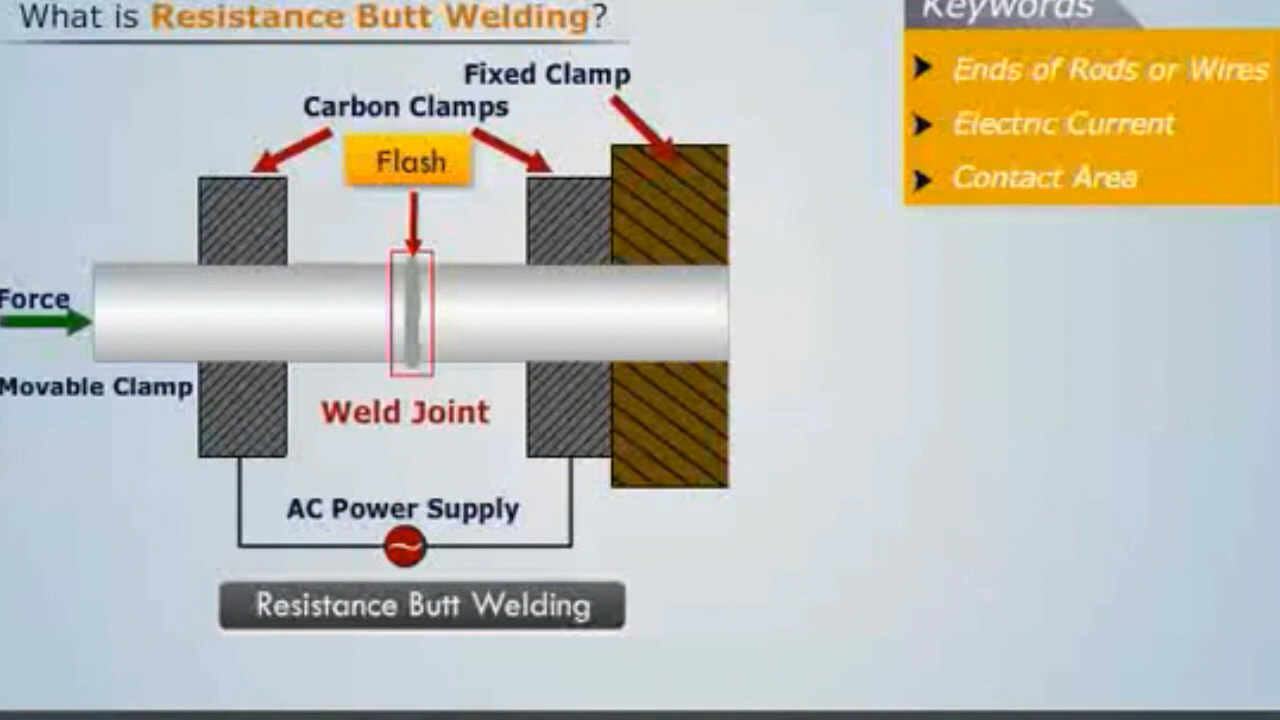 What is Resistance Butt Welding?
Keywords
Ends of Rods or Wires
Electric Current
Contact Area
Fixed Clamp
Carbon Clamps
Flash
Force
Movable Clamp
Weld Joint
AC Power Supply
Resistance Butt Welding